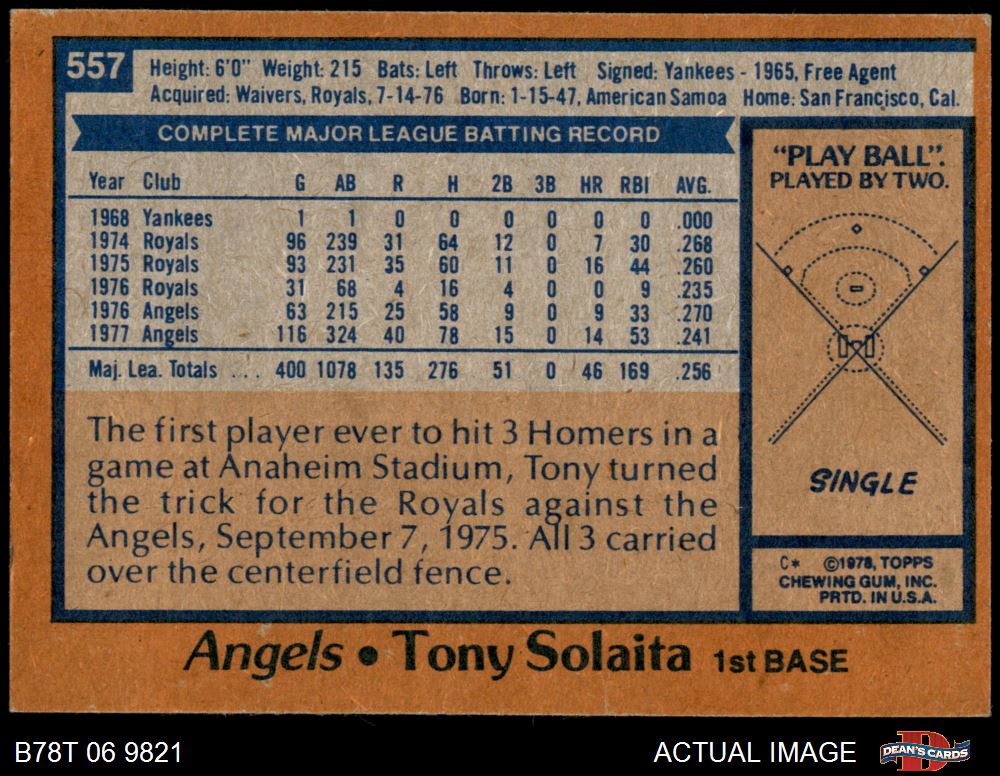 557
Height: 6'0" Weight: 215 Bats: Left Throws: Left Signed: Yankees - 1965, Free Agent
Acquired: Waivers, Royals, 7-14-76 Born: 1-15-47, American Samoa Home: San Francisco, Cal.
COMPLETE MAJOR LEAGUE BATTING RECORD
Year Club G AB R H 2B 3B HR RBI AVG.
1968 Yankees 1 1 0 0 0 0 0 0 .000
1974 Royals 96 239 31 64 12 0 7 30 .268
1975 Royals 93 231 35 60 11 0 16 44 .260
1976 Royals 31 68 4 16 4 0 0 9 .235
1976 Angels 63 215 25 58 9 0 9 33 .270
1977 Angels 116 324 40 78 15 0 14 53 .241
Maj. Lea. Totals ... 400 1078 135 276 51 0 46 169 .256
The first player ever to hit 3 Homers in a
game at Anaheim Stadium, Tony turned
the trick for the Royals against the
Angels, September 7, 1975. All 3 carried
over the centerfield fence.
"PLAY BALL".
PLAYED BY TWO.
SINGLE
C* ©1978, TOPPS
CHEWING GUM, INC.
PRTD. IN U.S.A.
Angels • Tony Solaita 1st BASE
B78T 06 9821
ACTUAL IMAGE
D
DEAN'S CARDS